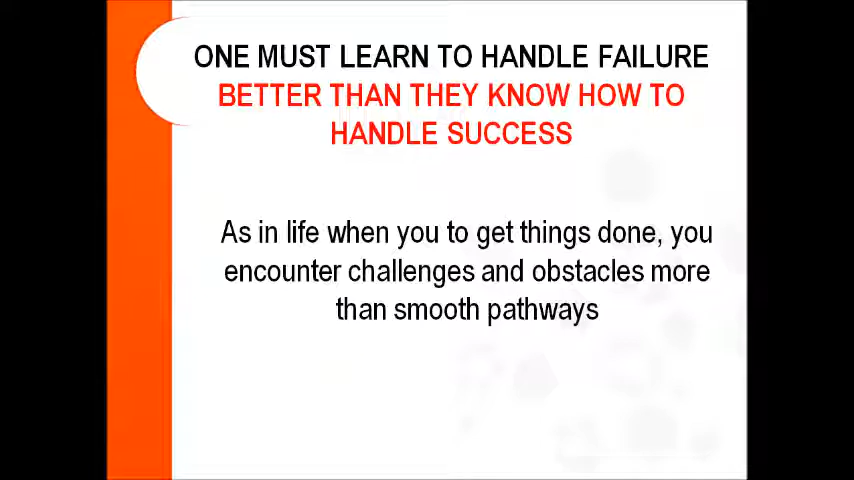 ONE MUST LEARN TO HANDLE FAILURE
BETTER THAN THEY KNOW HOW TO
HANDLE SUCCESS
As in life when you to get things done, you
encounter challenges and obstacles more
than smooth pathways